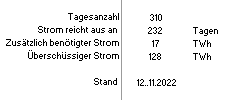 Tagesanzahl 310
Strom reicht aus an 232 Tagen
Zusätzlich benötigter Strom 17 TWh
Überschüssiger Strom 128 TWh
Stand 12..11.2022